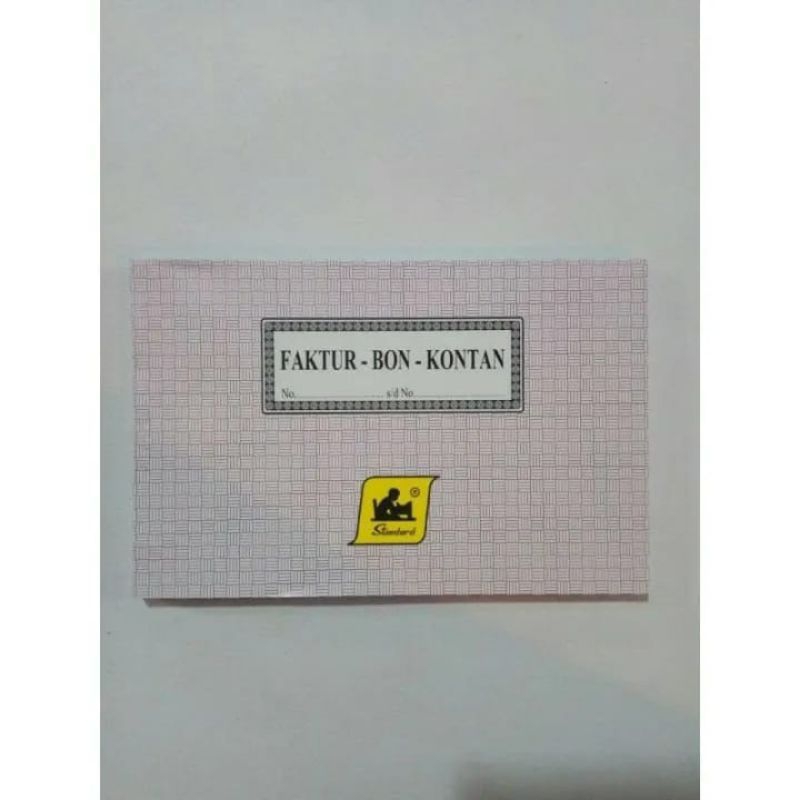 FAKTUR - BON - KONTAN
No. .................... s/d No. ....................
®
Standard